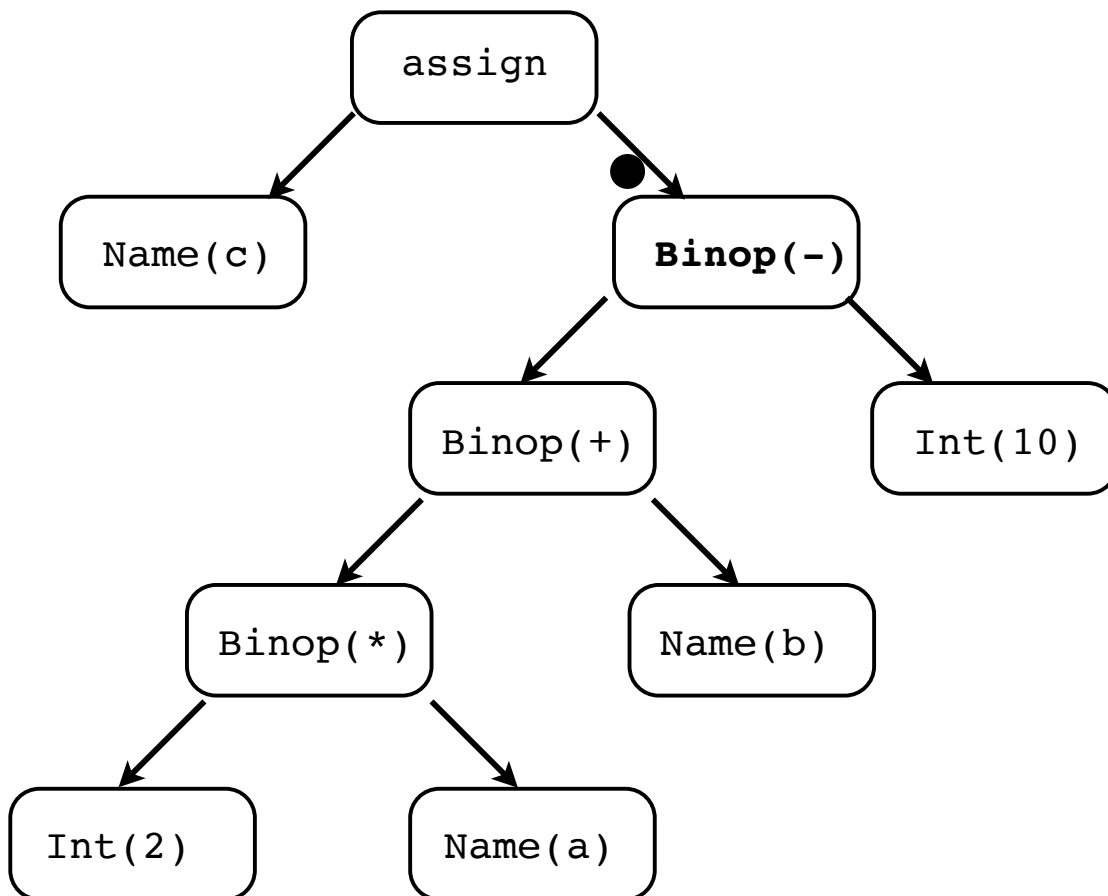 assign
Name(c)
Binop(-)
Binop(+)
Int(10)
Binop(*)
Name(b)
Int(2)
Name(a)